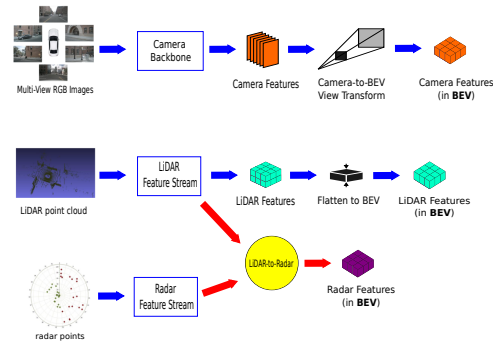 Camera
Backbone
Multi-View RGB Images
Camera Features
Camera-to-BEV
View Transform
Camera Features
(in BEV)
LiDAR
Feature Stream
LiDAR point cloud
LiDAR Features
Flatten to BEV
LiDAR Features
(in BEV)
LiDAR-to-Radar
Radar
Feature Stream
radar points
Radar Features
(in BEV)